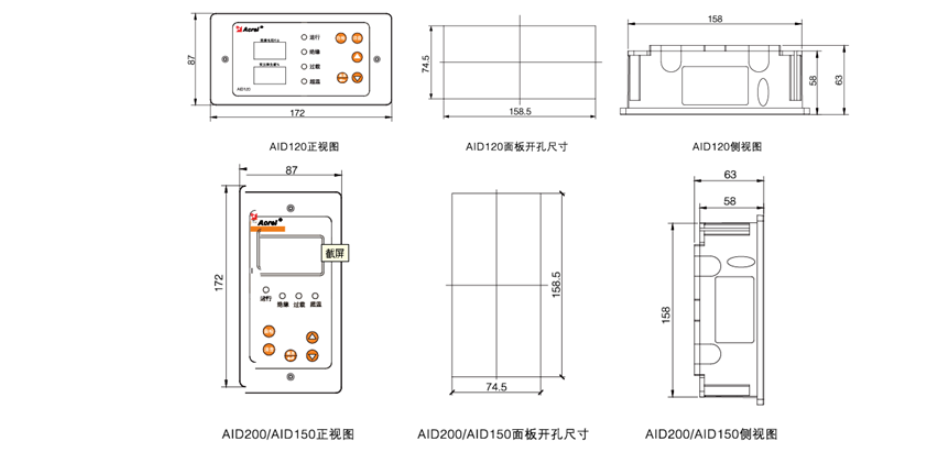 158
87
Acrel
运行
绝缘
过载
超温
AID120
172
74.5
158.5
58
63
AID120正视图
AID120面板开孔尺寸
AID120侧视图
87
63
58
172
Acrel
截屏
运行
绝缘
过载
超温
158.5
158
74.5
AID200/AID150正视图
AID200/AID150面板开孔尺寸
AID200/AID150侧视图